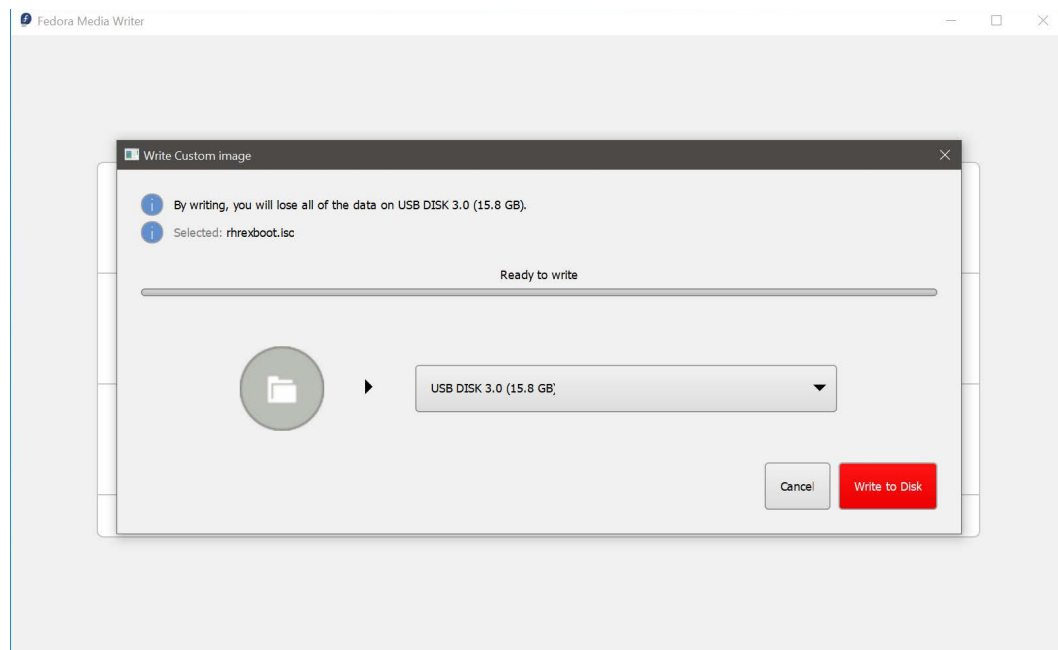 Fedora Media Writer
Write Custom image
By writing, you will lose all of the data on USB DISK 3.0 (15.8 GB).
Selected: rhrexboot.iso
Ready to write
USB DISK 3.0 (15.8 GB)
Cancel
Write to Disk